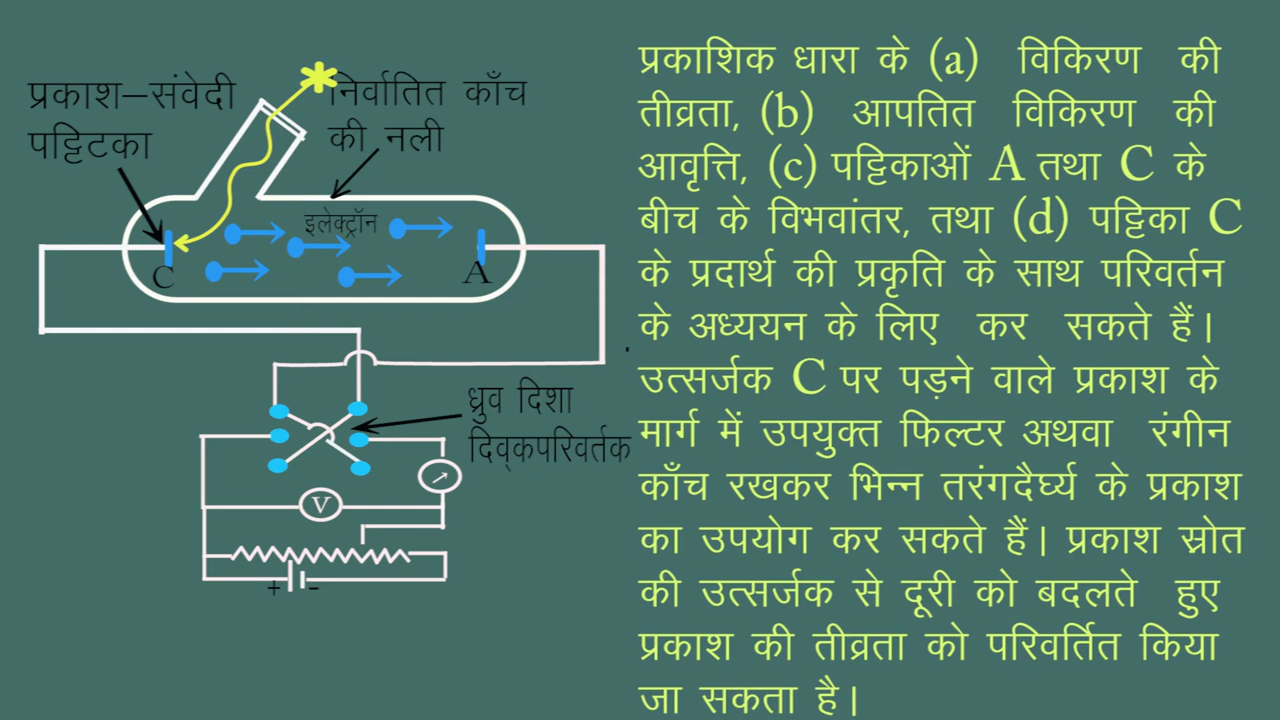 प्रकाश–संवेदी
पट्टिटका
निर्वातित काँच
की नली
इलेक्ट्रॉन
C
A
ध्रुव दिशा
दिव्कपरिवर्तक
V
+ –
प्रकाशिक धारा के (a) विकिरण की
तीव्रता, (b) आपतित विकिरण की
आवृत्ति, (c) पट्टिकाओं A तथा C के
बीच के विभवांतर, तथा (d) पट्टिका C
के प्रदार्थ की प्रकृति के साथ परिवर्तन
के अध्ययन के लिए कर सकते हैं।
उत्सर्जक C पर पड़ने वाले प्रकाश के
मार्ग में उपयुक्त फिल्टर अथवा रंगीन
काँच रखकर भिन्न तरंगदैर्घ्य के प्रकाश
का उपयोग कर सकते हैं। प्रकाश स्रोत
की उत्सर्जक से दूरी को बदलते हुए
प्रकाश की तीव्रता को परिवर्तित किया
जा सकता है।